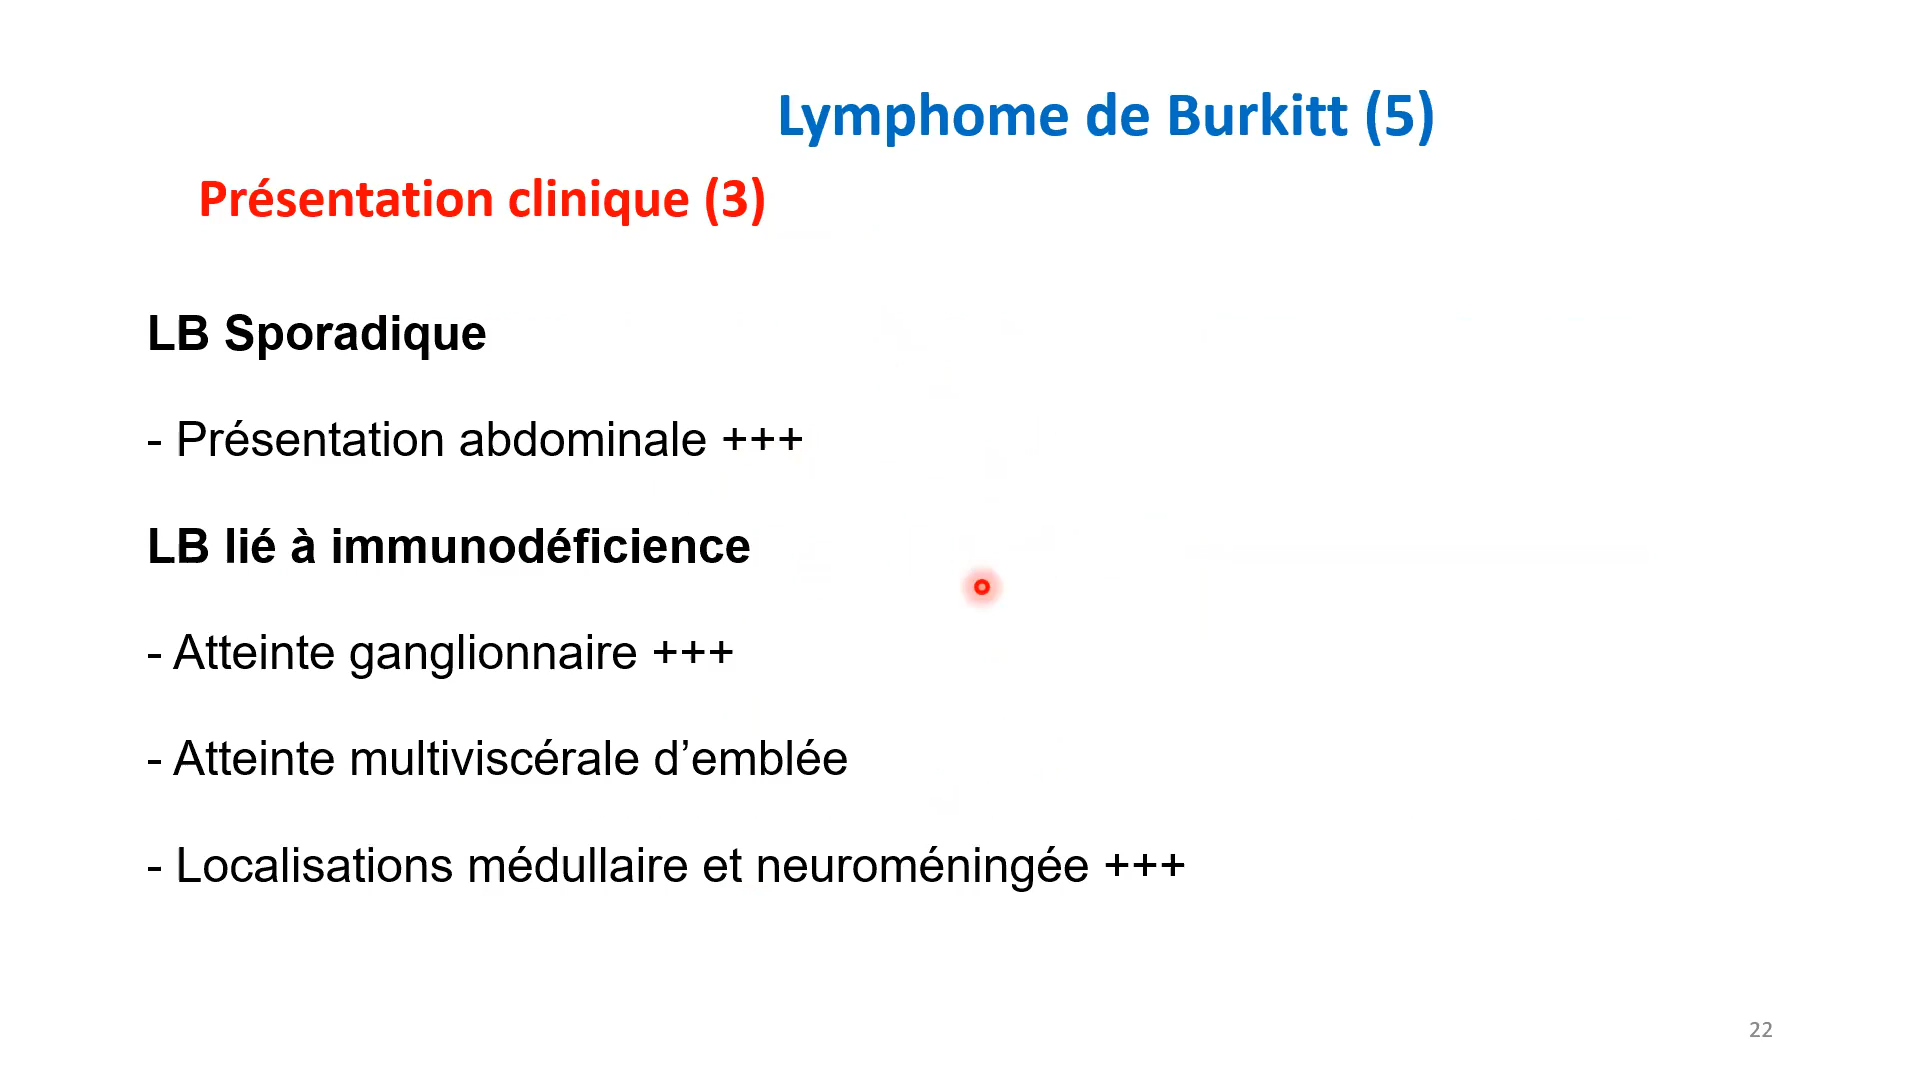 Lymphome de Burkitt (5)
Présentation clinique (3)
LB Sporadique
- Présentation abdominale +++
LB lié à immunodéficience
- Atteinte ganglionnaire +++
- Atteinte multiviscérale d’emblée
- Localisations médullaire et neuroméningée +++
22